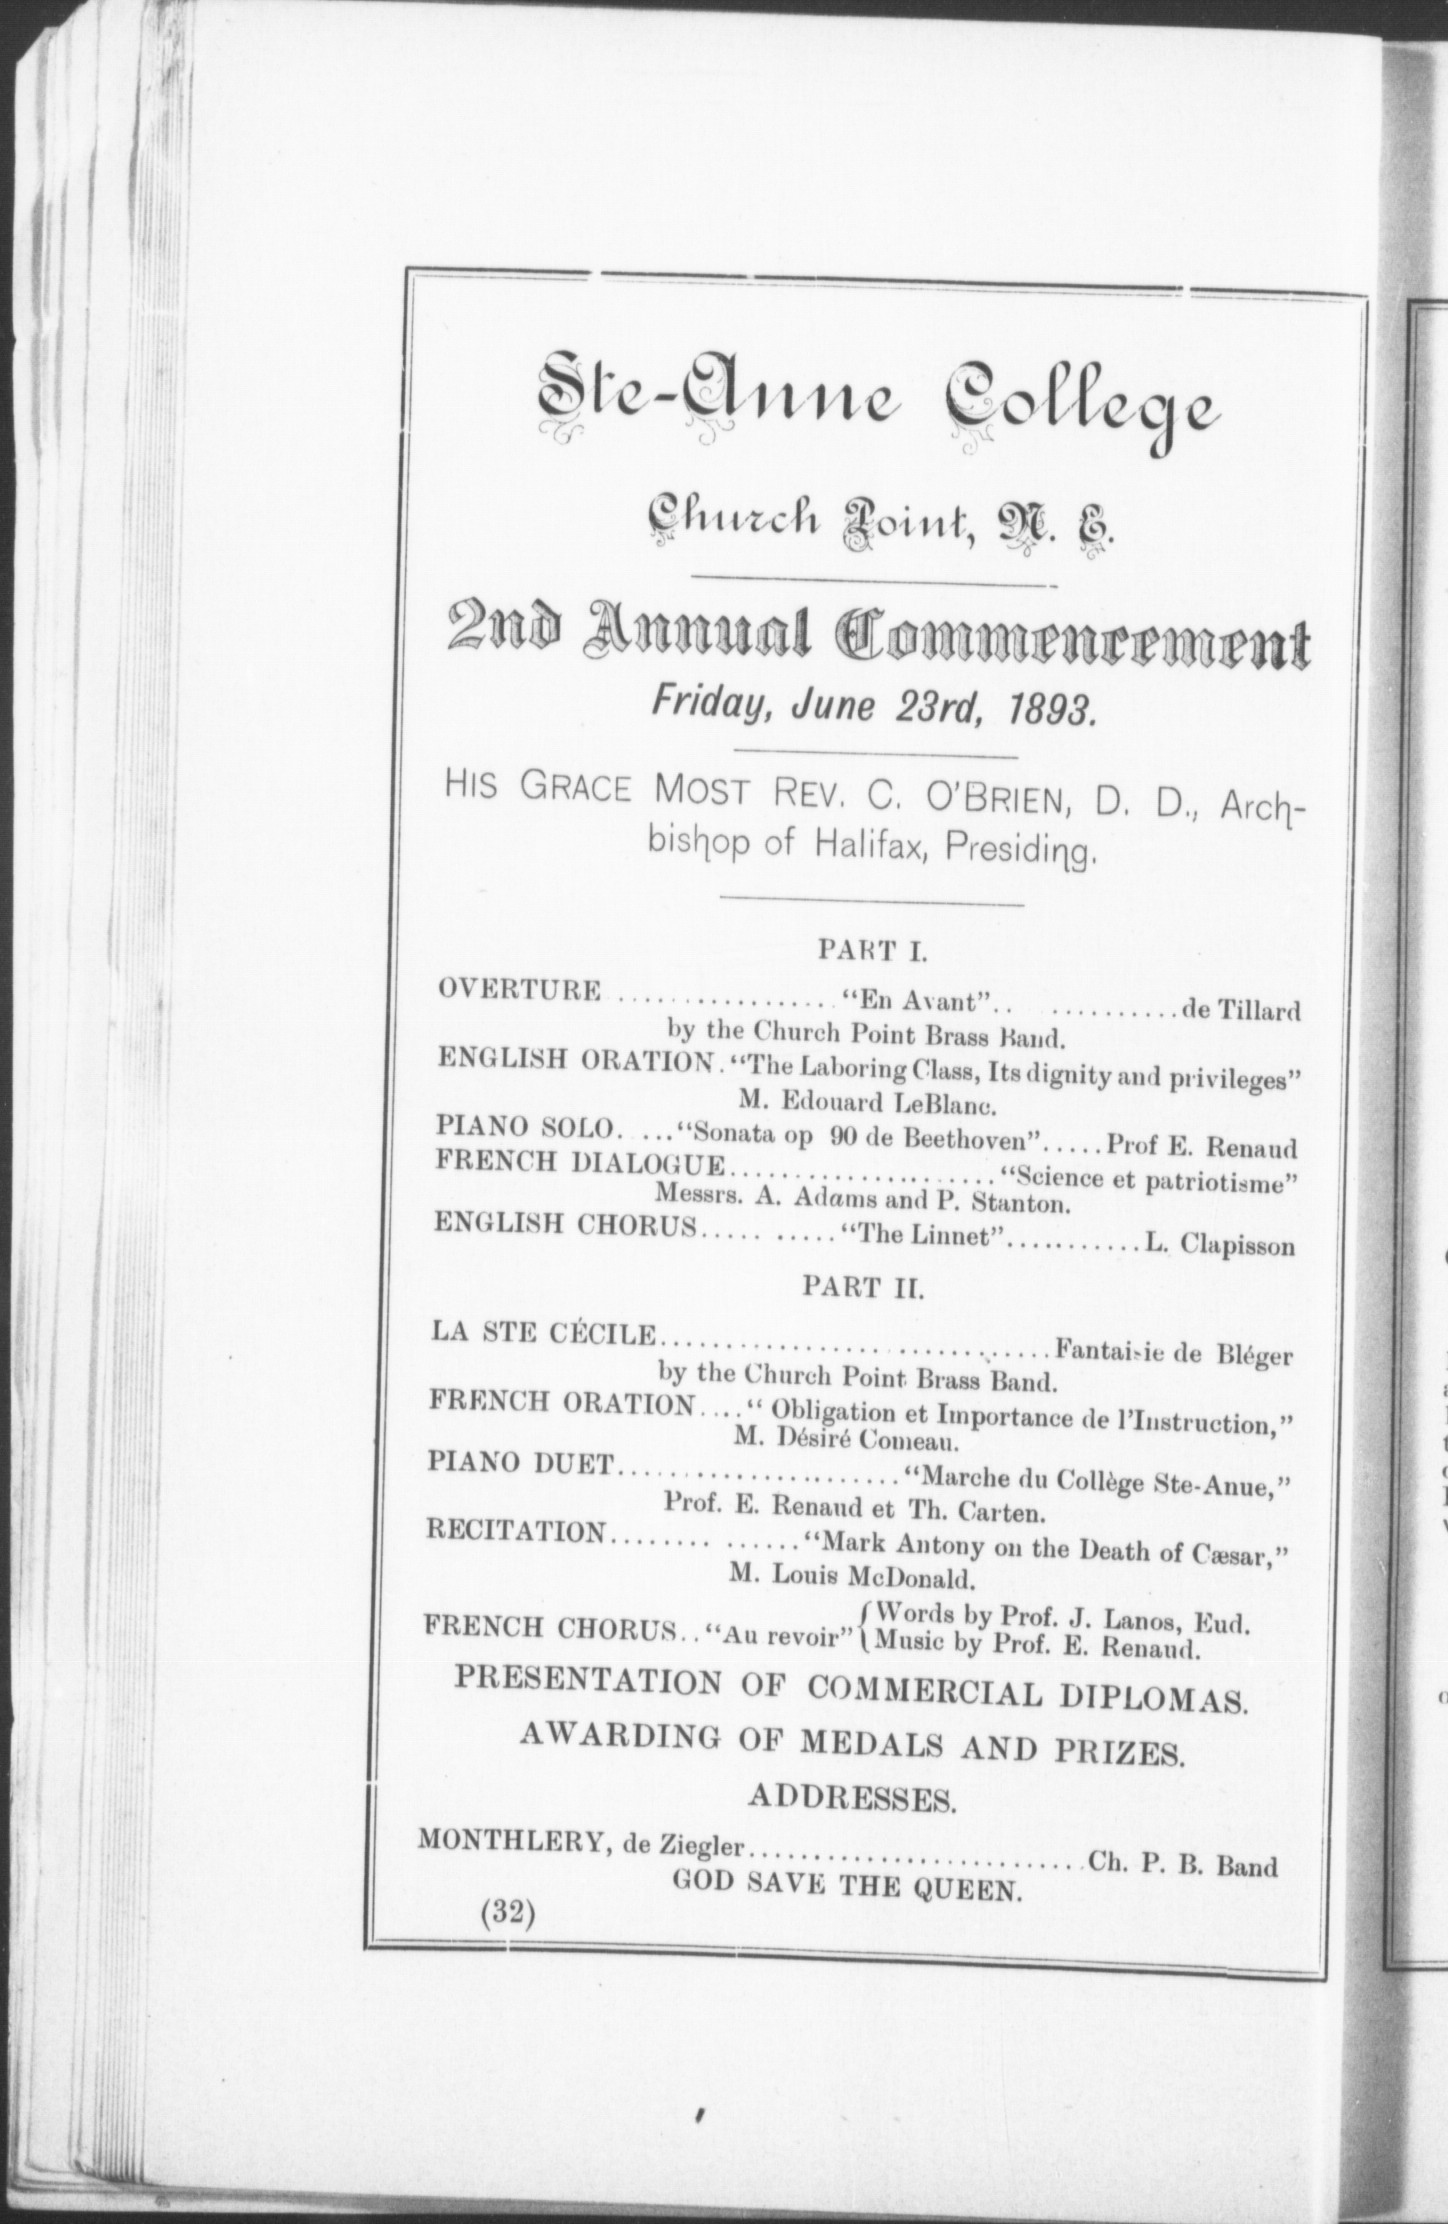 Ste-Anne College
Church Point, N. E.
2nd Annual Commencement
Friday, June 23rd, 1893.
HIS GRACE MOST REV. C. O'BRIEN, D. D., Arch-
bishop of Halifax, Presiding.
PART I.
OVERTURE ................. “En Avant”.. ............de Tillard
by the Church Point Brass Band.
ENGLISH ORATION. “The Laboring Class, Its dignity and privileges”
M. Edouard LeBlanc.
PIANO SOLO. ...“Sonata op 90 de Beethoven”.....Prof E. Renaud
FRENCH DIALOGUE.....................“Science et patriotisme”
Messrs. A. Adams and P. Stanton.
ENGLISH CHORUS..... .....“The Linnet”...........L. Clapisson
PART II.
LA STE CÉCILE..............................Fantaisie de Bléger
by the Church Point Brass Band.
FRENCH ORATION....“ Obligation et Importance de l'Instruction,”
M. Désiré Comeau.
PIANO DUET......................“Marche du Collège Ste-Anue,”
Prof. E. Renaud et Th. Carten.
RECITATION........ ......“Mark Antony on the Death of Cæsar,”
M. Louis McDonald.
FRENCH CHORUS..“Au revoir” { Words by Prof. J. Lanos, Eud.
Music by Prof. E. Renaud.
PRESENTATION OF COMMERCIAL DIPLOMAS.
AWARDING OF MEDALS AND PRIZES.
ADDRESSES.
MONTHLERY, de Ziegler..........................Ch. P. B. Band
GOD SAVE THE QUEEN.
(32)